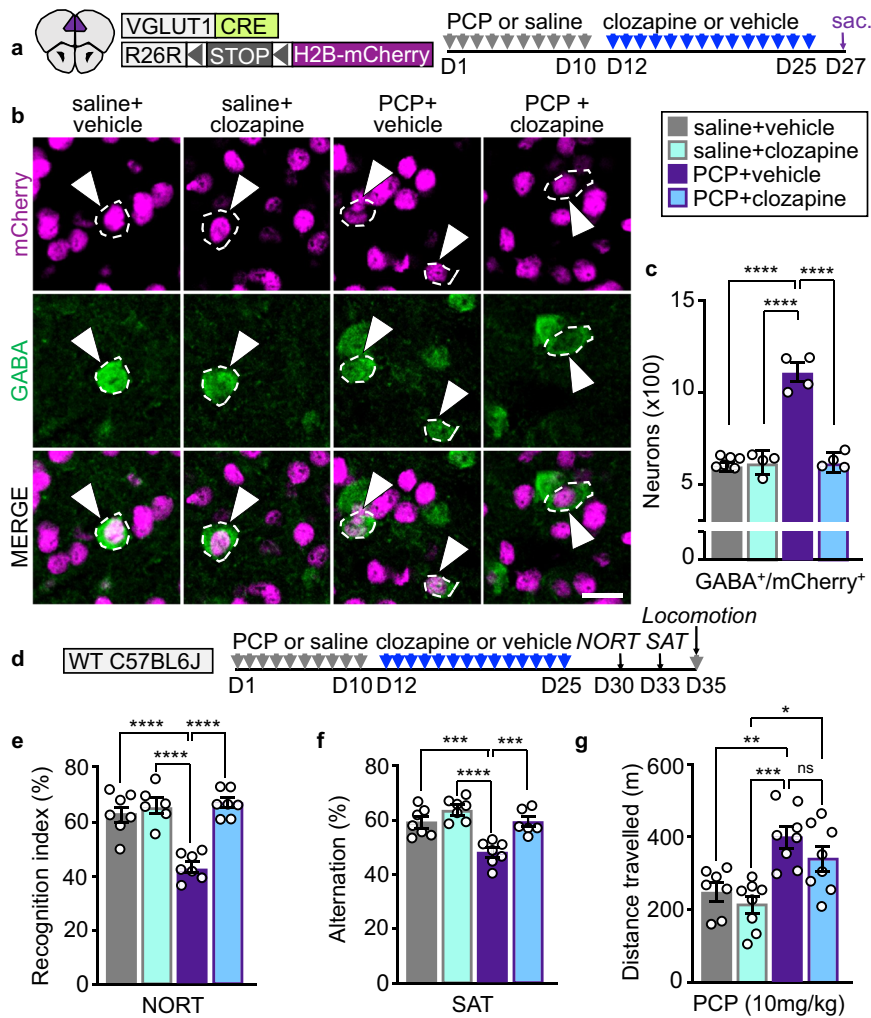 a
VGLUT1 CRE
R26R STOP H2B-mCherry
PCP or saline clozapine or vehicle sac.
D1 D10 D12 D25 D27
b
saline+ vehicle
saline+ clozapine
PCP+ vehicle
PCP + clozapine
mCherry
GABA
MERGE
saline+vehicle
saline+clozapine
PCP+vehicle
PCP+clozapine
c
**** ****
****
Neurons (x100)
15
10
5
0
GABA⁺/mCherry⁺
d
WT C57BL6J
PCP or saline clozapine or vehicle NORT SAT
Locomotion
D1 D10 D12 D25 D30 D33 D35
e
**** ****
****
Recognition index (%)
80
60
40
20
0
NORT
f
*** ***
****
Alternation (%)
80
60
40
20
0
SAT
g
*
**
*** ns
Distance travelled (m)
600
400
200
0
PCP (10mg/kg)